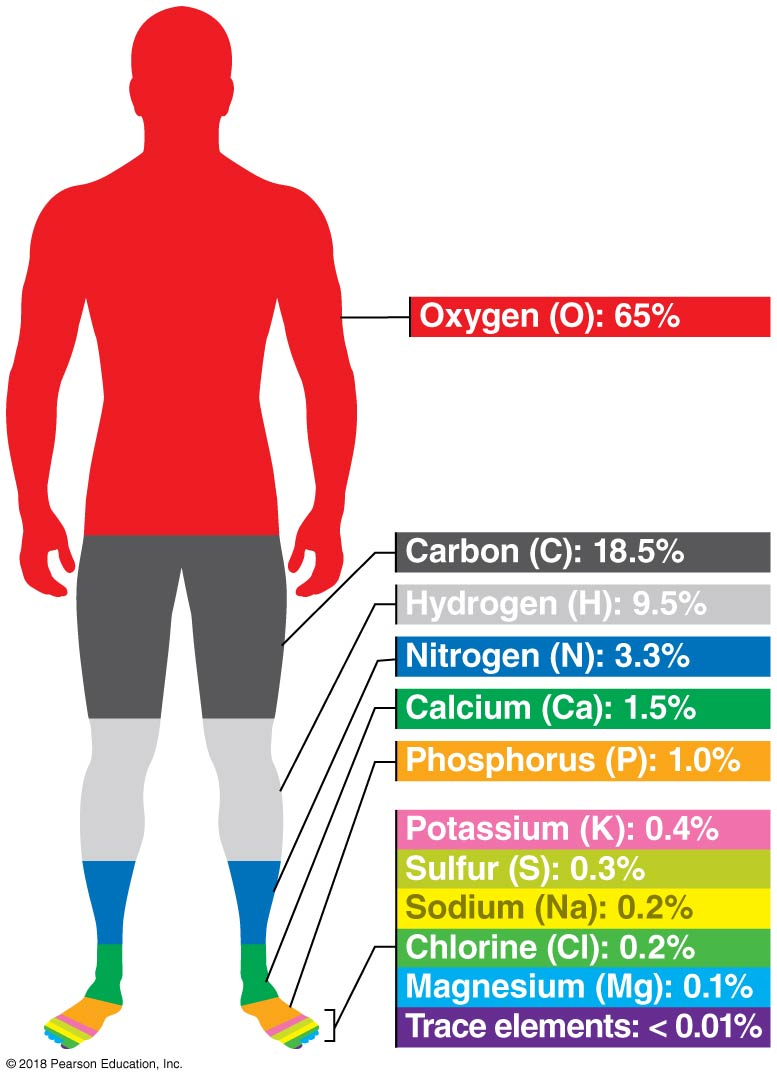 Oxygen (O): 65%
Carbon (C): 18.5%
Hydrogen (H): 9.5%
Nitrogen (N): 3.3%
Calcium (Ca): 1.5%
Phosphorus (P): 1.0%
Potassium (K): 0.4%
Sulfur (S): 0.3%
Sodium (Na): 0.2%
Chlorine (Cl): 0.2%
Magnesium (Mg): 0.1%
Trace elements: < 0.01%
© 2018 Pearson Education, Inc.